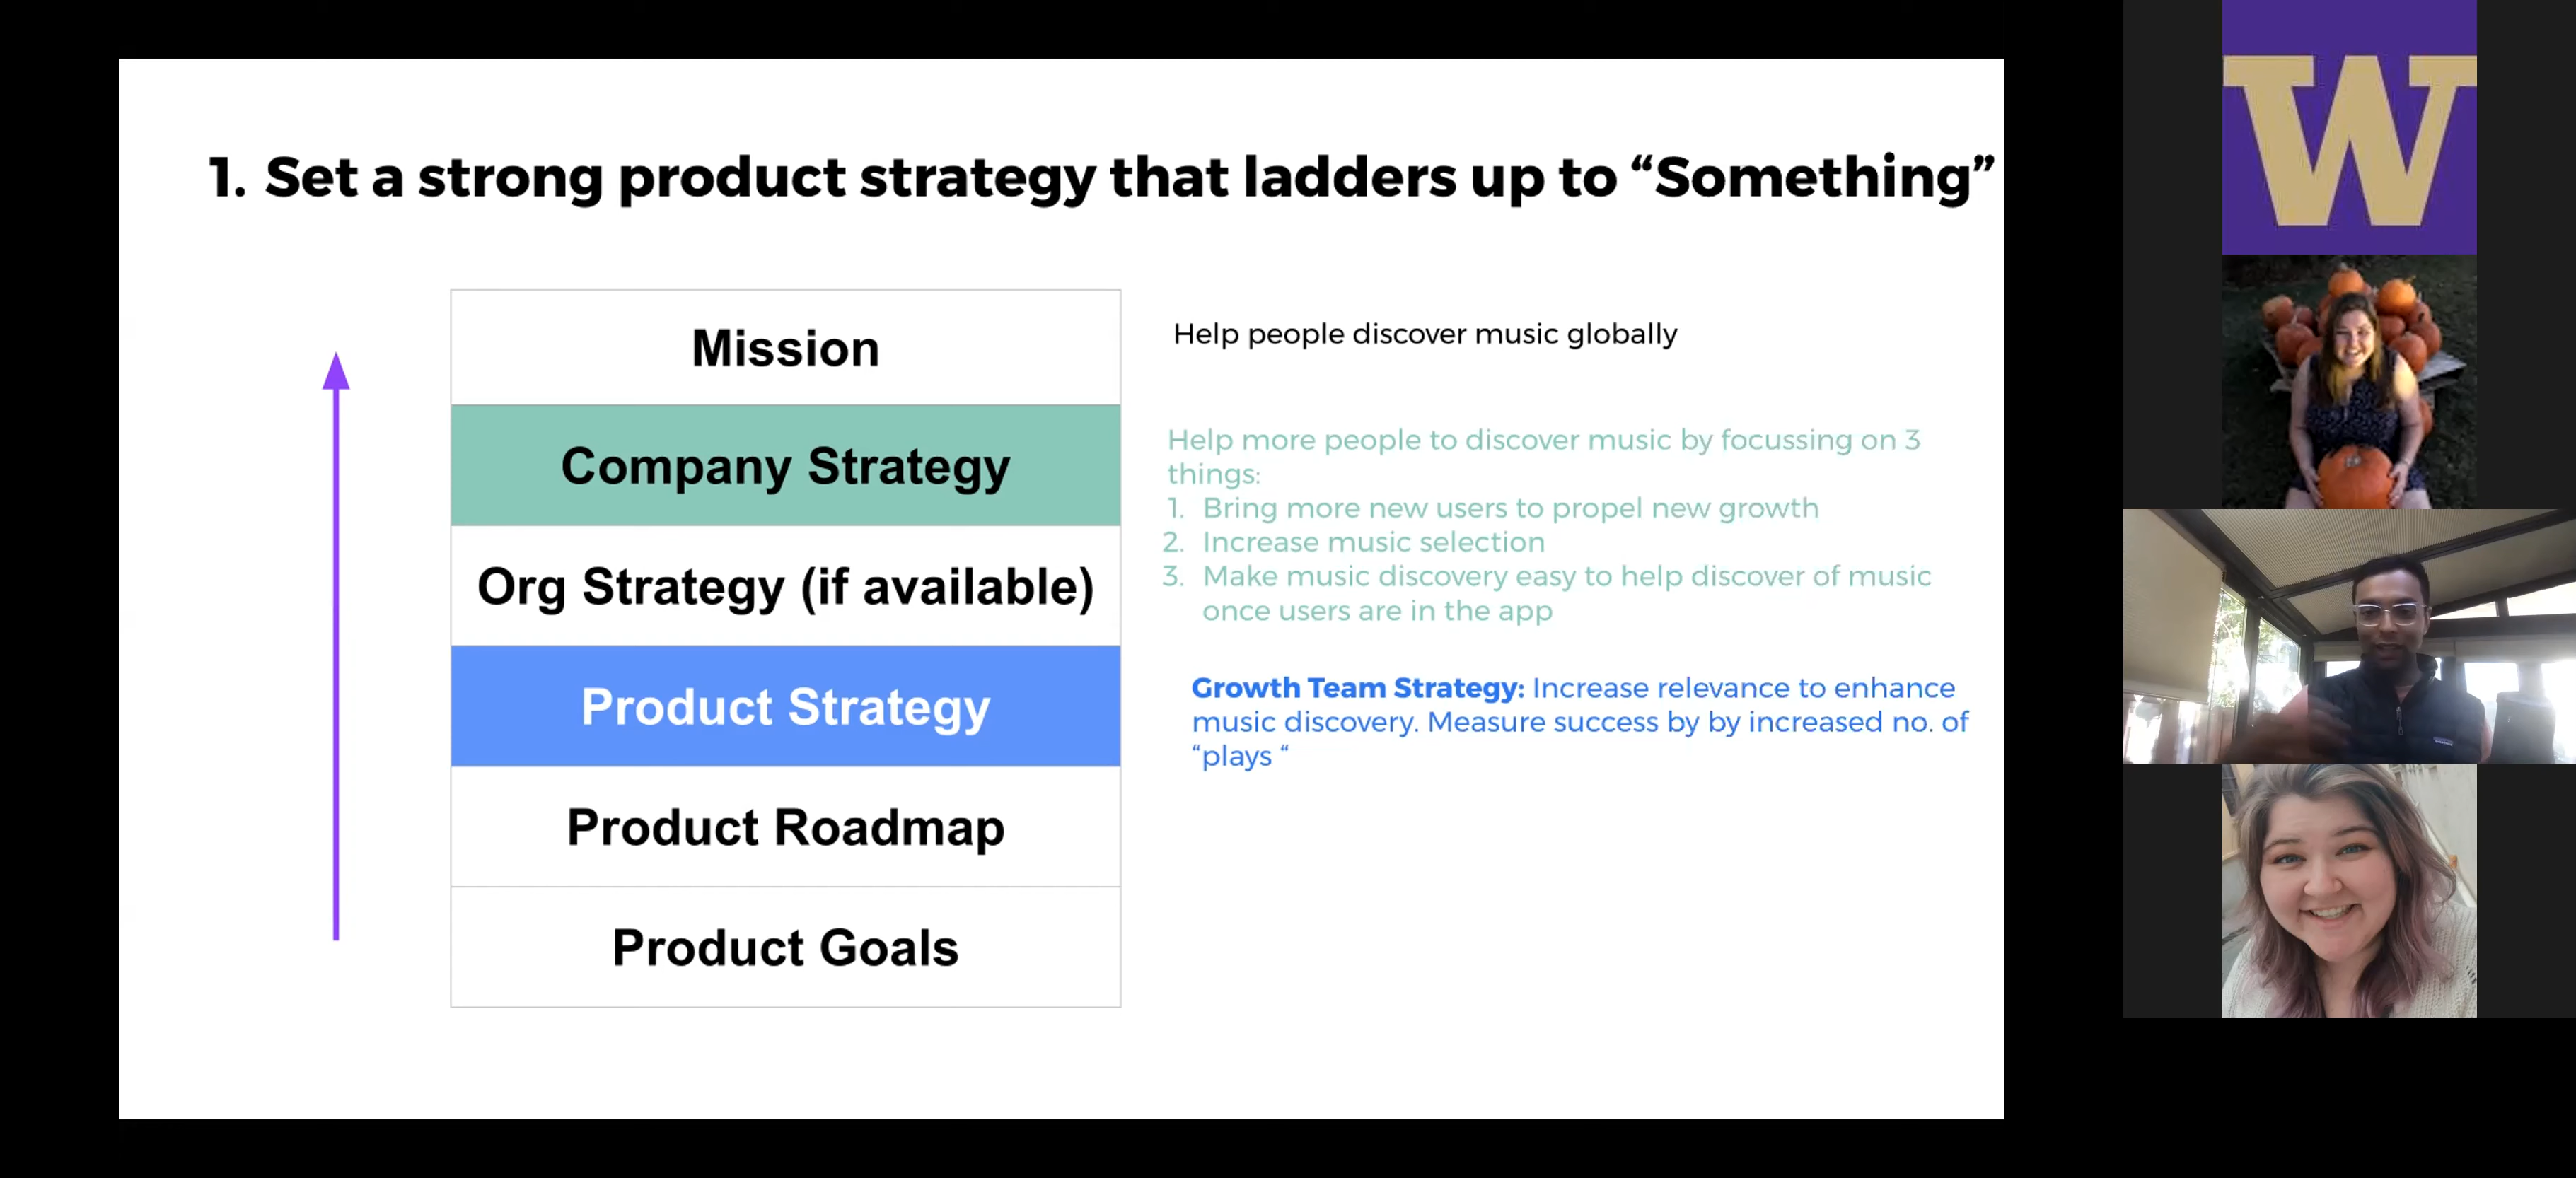 1. Set a strong product strategy that ladders up to “Something”
Mission
Help people discover music globally
Company Strategy
Help more people to discover music by focussing on 3
things:
1. Bring more new users to propel new growth
2. Increase music selection
3. Make music discovery easy to help discover of music
once users are in the app
Org Strategy (if available)
Product Strategy
Growth Team Strategy: Increase relevance to enhance
music discovery. Measure success by by increased no. of
“plays “
Product Roadmap
Product Goals
W